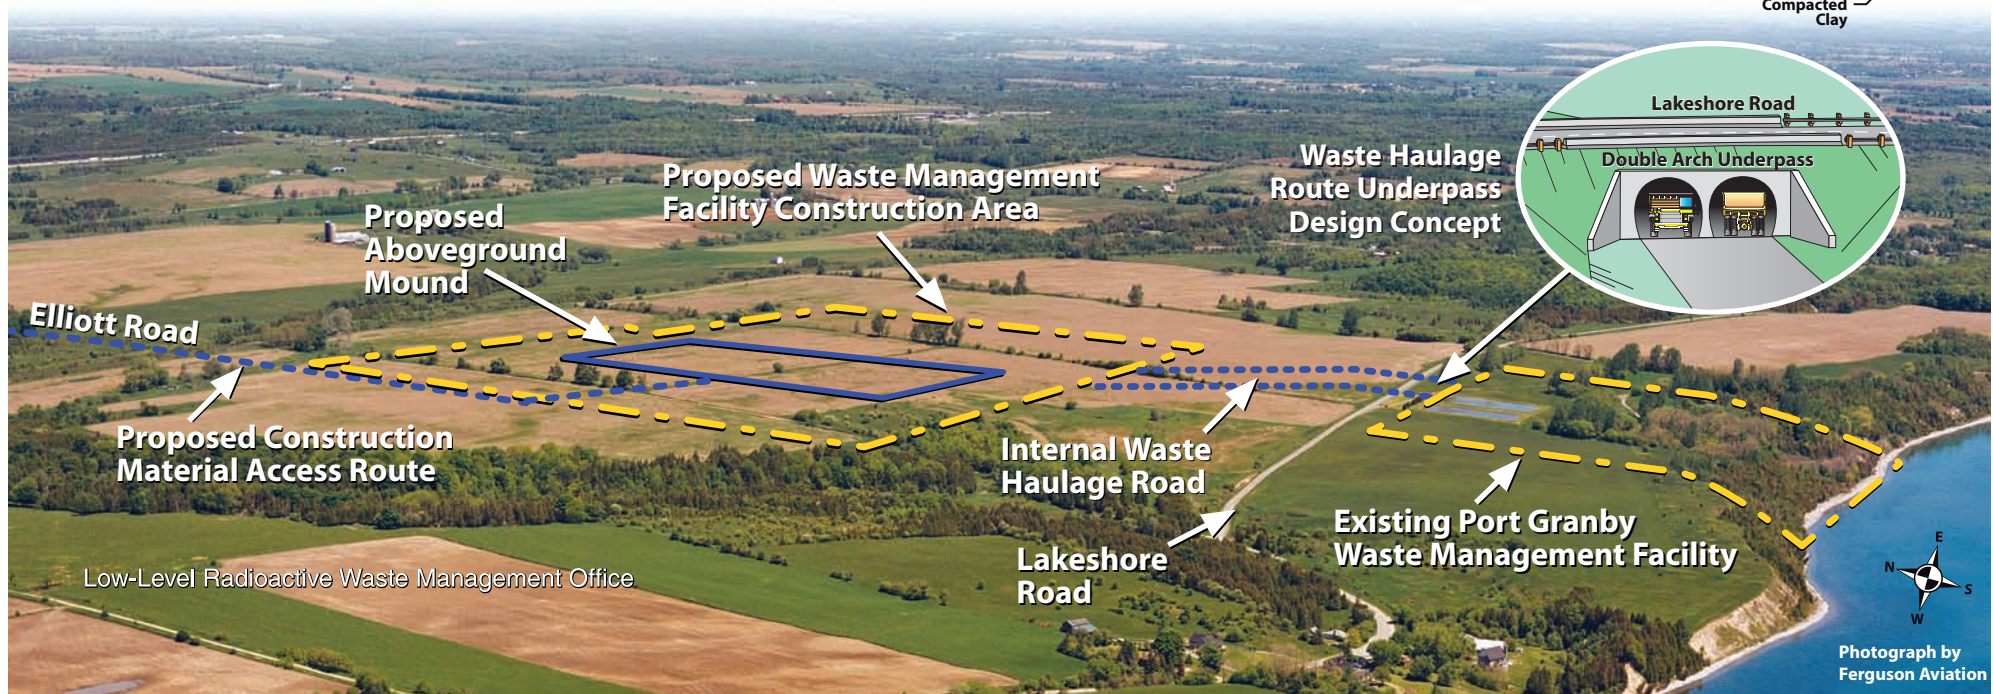 Compacted
Clay
Lakeshore Road
Double Arch Underpass
Waste Haulage
Route Underpass
Design Concept
Proposed Waste Management
Facility Construction Area
Proposed
Aboveground
Mound
Elliott Road
Proposed Construction
Material Access Route
Internal Waste
Haulage Road
Lakeshore
Road
Existing Port Granby
Waste Management Facility
Low-Level Radioactive Waste Management Office
E
N
S
W
Photograph by
Ferguson Aviation